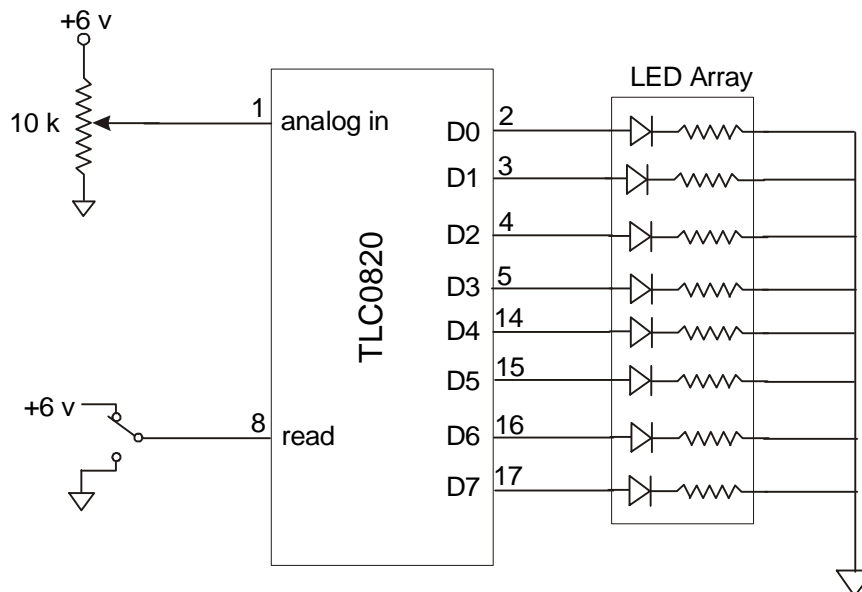 +6 v
10 k
1
analog in
TLC0820
+6 v
8
read
D0
2
D1
3
D2
4
D3
5
D4
14
D5
15
D6
16
D7
17
LED Array